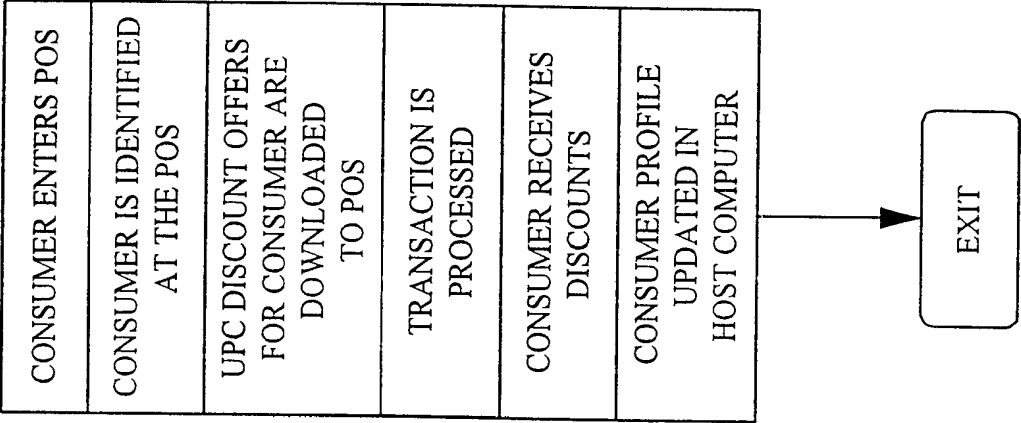 CONSUMER ENTERS POS
CONSUMER IS IDENTIFIED
AT THE POS
UPC DISCOUNT OFFERS
FOR CONSUMER ARE
DOWNLOADED
TO POS
TRANSACTION IS
PROCESSED
CONSUMER RECEIVES
DISCOUNTS
CONSUMER PROFILE
UPDATED IN
HOST COMPUTER
EXIT